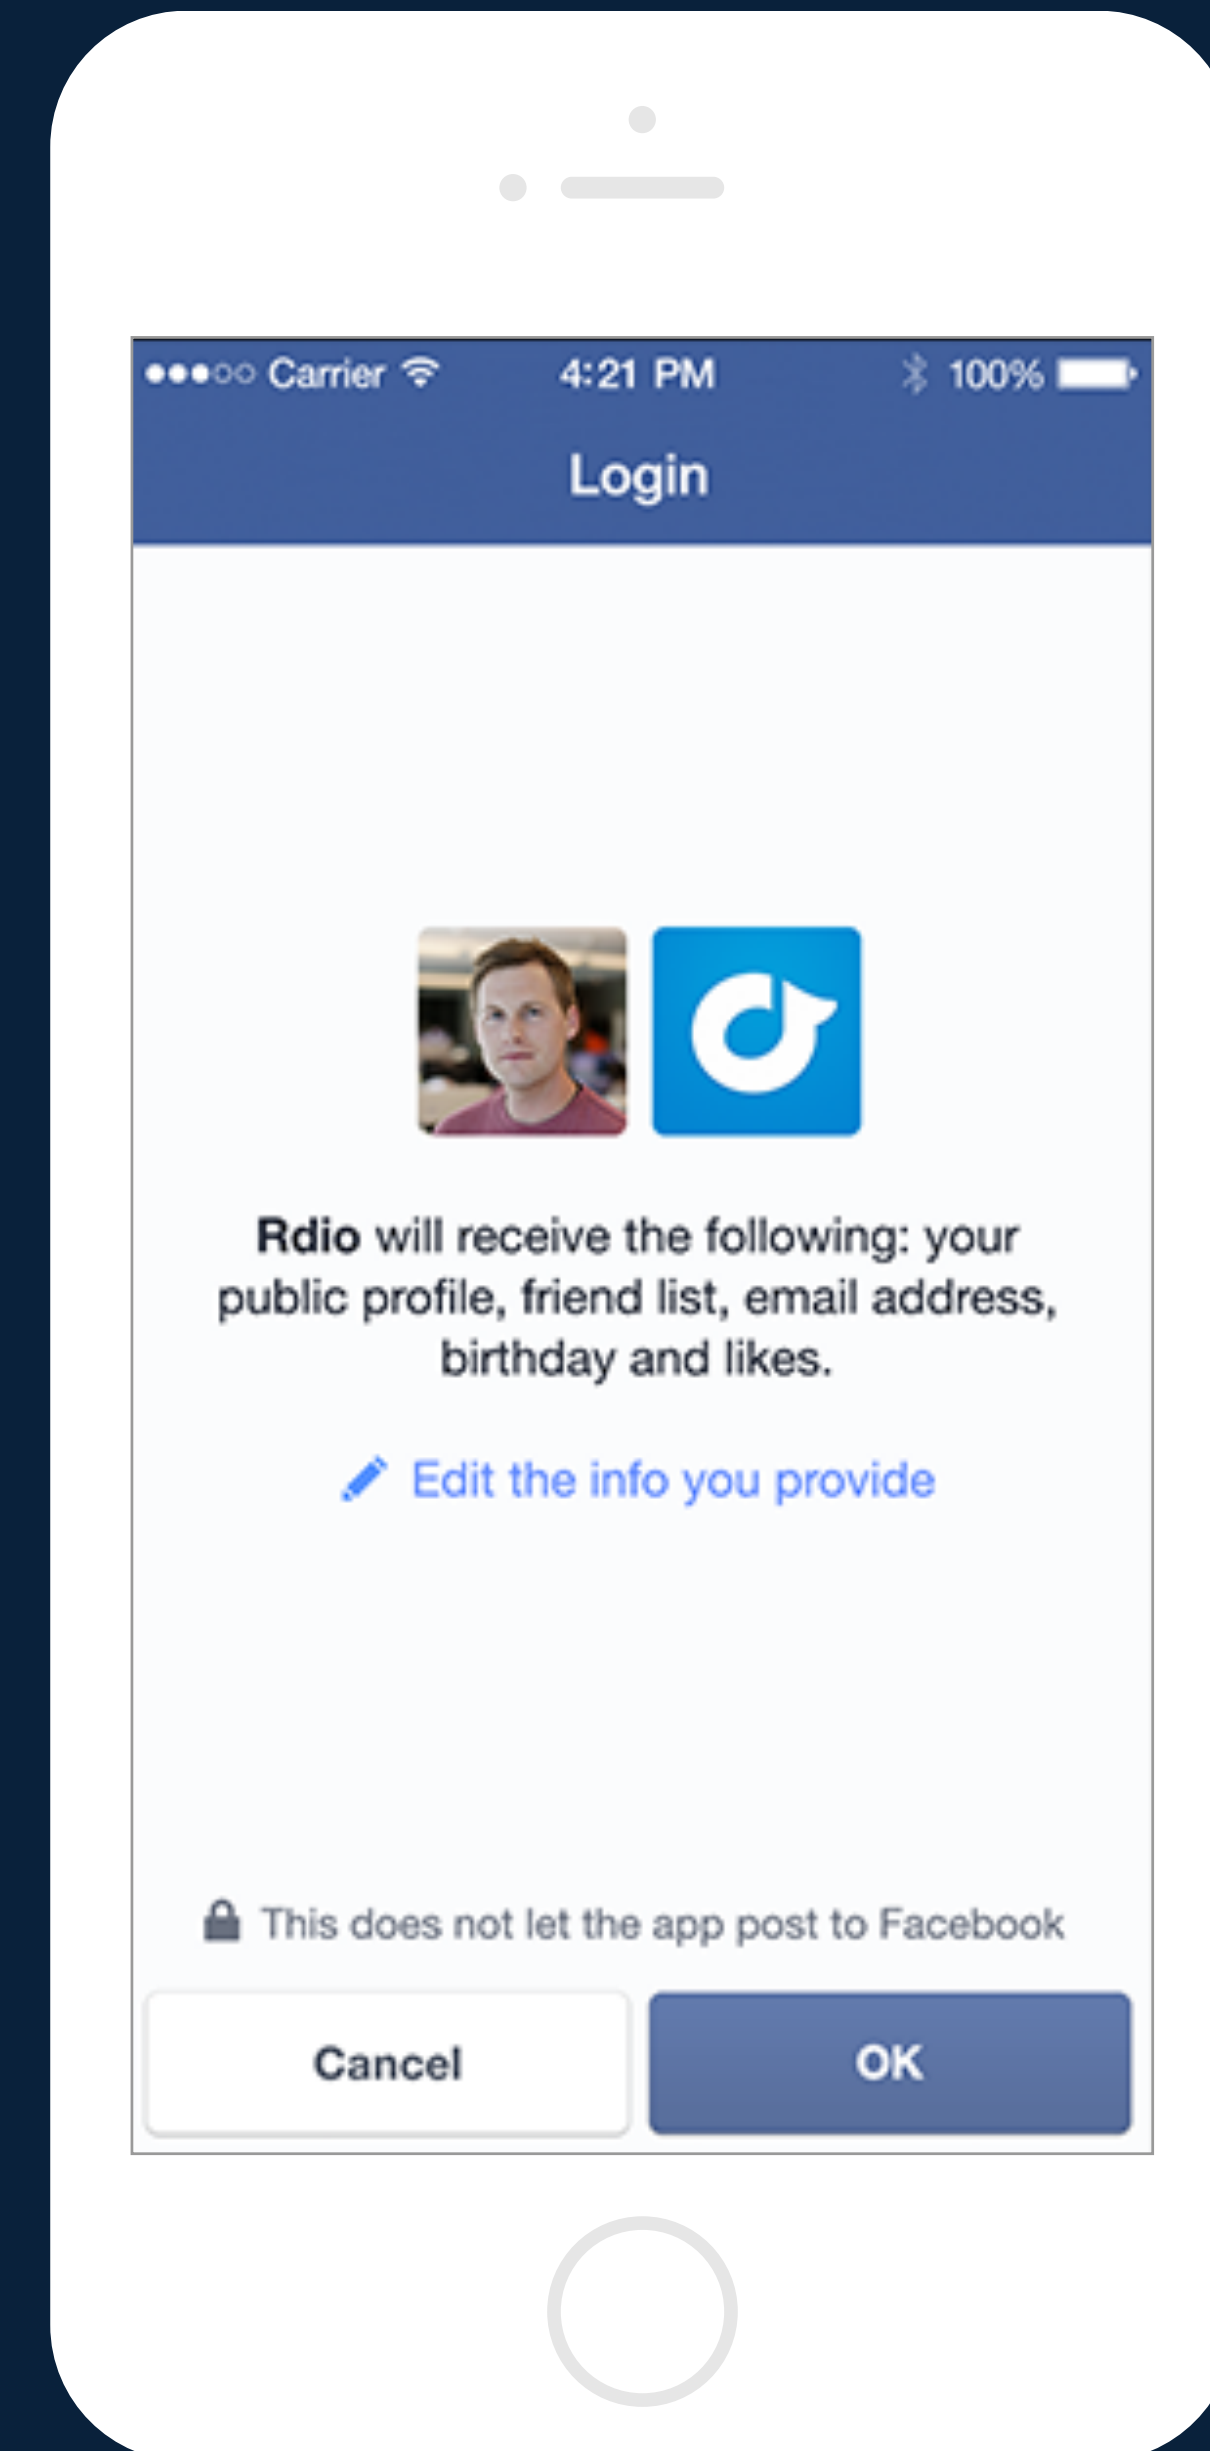 Carrier 4:21 PM 100%
Login
Rdio will receive the following: your
public profile, friend list, email address,
birthday and likes.
Edit the info you provide
This does not let the app post to Facebook
Cancel OK